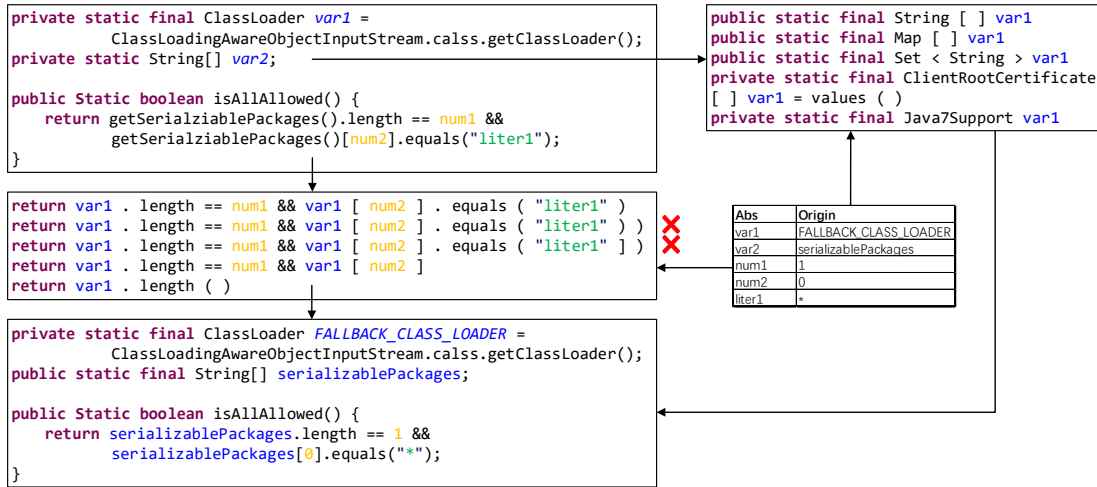 private static final ClassLoader var1 =
ClassLoadingAwareObjectInputStream.calss.getClassLoader();
private static String[] var2;
public Static boolean isAllAllowed() {
return getSerialziablePackages().length == num1 &&
getSerialziablePackages()[num2].equals("liter1");
}
public static final String [ ] var1
public static final Map [ ] var1
public static final Set < String > var1
private static final ClientRootCertificate
[ ] var1 = values ( )
private static final Java7Support var1
return var1 . length == num1 && var1 [ num2 ] . equals ( "liter1" )
return var1 . length == num1 && var1 [ num2 ] . equals ( "liter1" ) )
return var1 . length == num1 && var1 [ num2 ] . equals ( "liter1" ] )
return var1 . length == num1 && var1 [ num2 ]
return var1 . length ( )
Abs Origin
var1 FALLBACK_CLASS_LOADER
var2 serializablePackages
num1 1
num2 0
liter1 *
private static final ClassLoader FALLBACK_CLASS_LOADER =
ClassLoadingAwareObjectInputStream.calss.getClassLoader();
public static final String[] serializablePackages;
public Static boolean isAllAllowed() {
return serializablePackages.length == 1 &&
serializablePackages[0].equals("*");
}